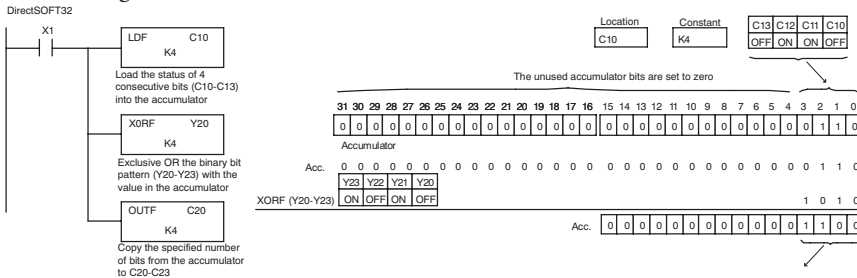 DirectSOFT32
X1
LDF C10
K4
Load the status of 4
consecutive bits (C10-C13)
into the accumulator
X0RF Y20
K4
Exclusive OR the binary bit
pattern (Y20-Y23) with the
value in the accumulator
OUTF C20
K4
Copy the specified number
of bits from the accumulator
to C20-C23
Location Constant
C10 K4
C13 C12 C11 C10
OFF ON ON OFF
The unused accumulator bits are set to zero
31 30 29 28 27 26 25 24 23 22 21 20 19 18 17 16 15 14 13 12 11 10 9 8 7 6 5 4 3 2 1 0
0 0 0 0 0 0 0 0 0 0 0 0 0 0 0 0 0 0 0 0 0 0 0 0 0 0 0 0 0 1 1 0
Accumulator
Acc. 0 0 0 0 0 0 0 0 0 0 0 0 0 0 0 0 0 0 0 0 0 0 0 0 0 0 0 0 0 1 1 0
Y23 Y22 Y21 Y20
XORF (Y20-Y23) ON OFF ON OFF 1 0 1 0
Acc. 0 0 0 0 0 0 0 0 0 0 0 0 1 1 0 0